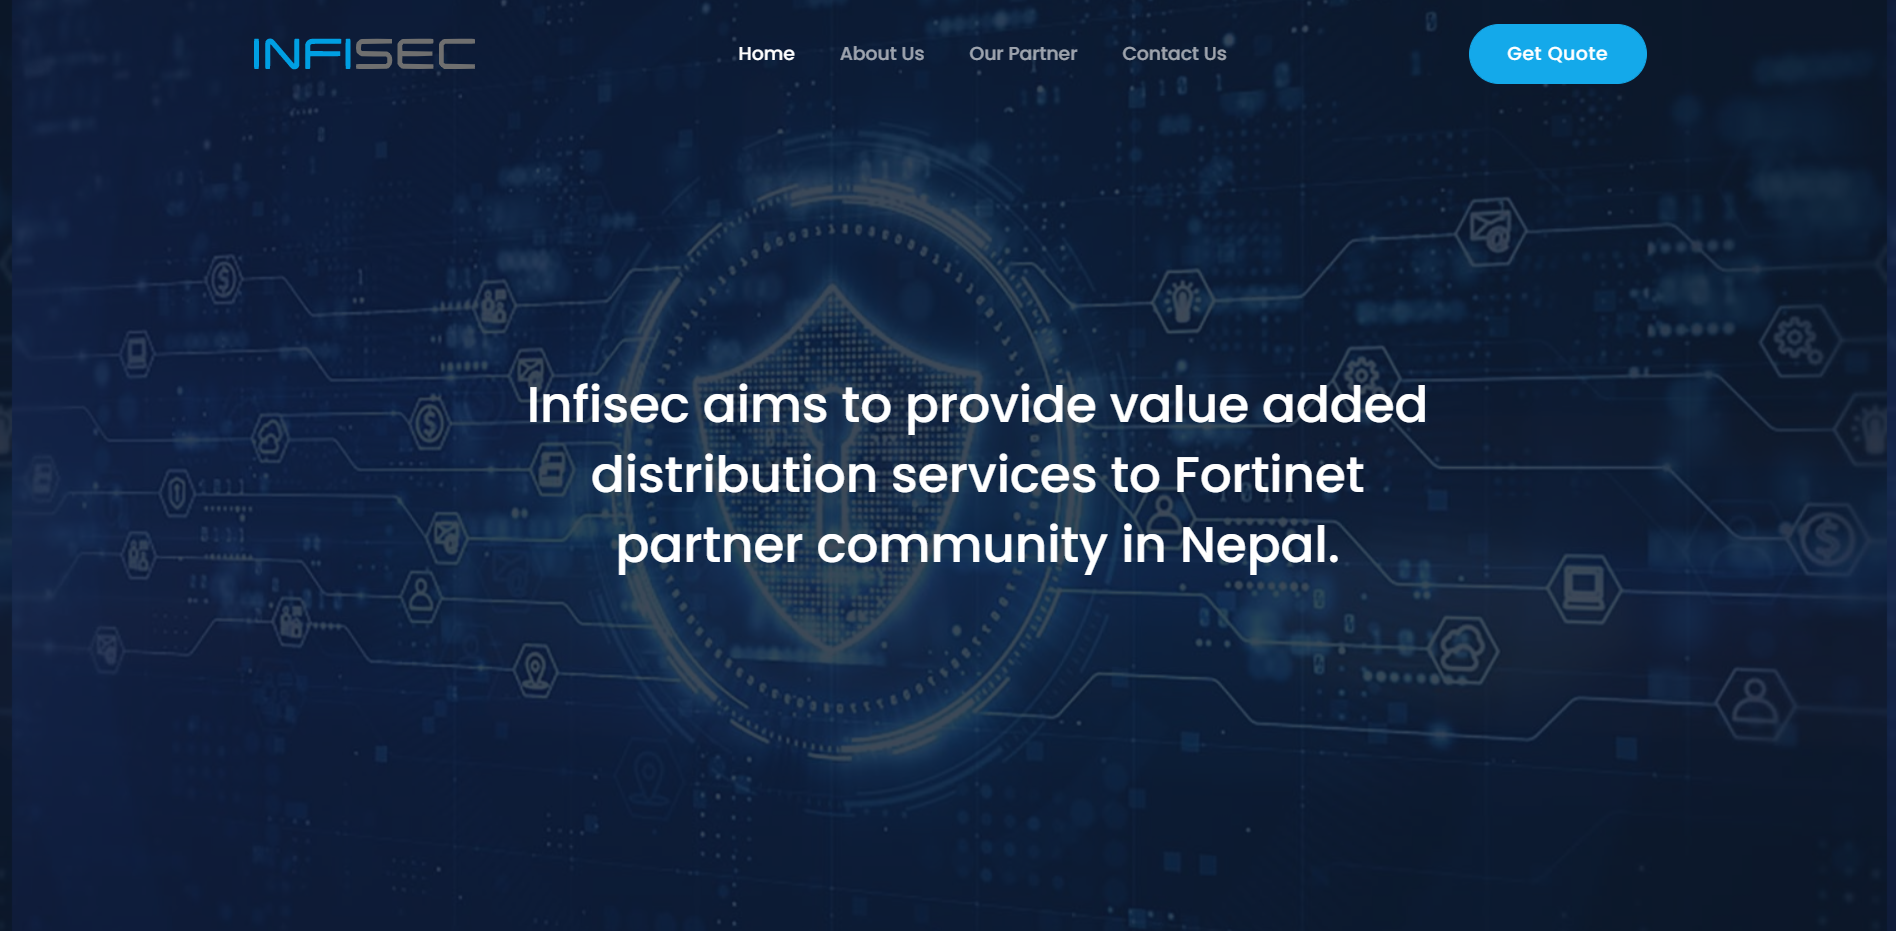 INFISEC
Home About Us Our Partner Contact Us
Get Quote
Infisec aims to provide value added
distribution services to Fortinet
partner community in Nepal.